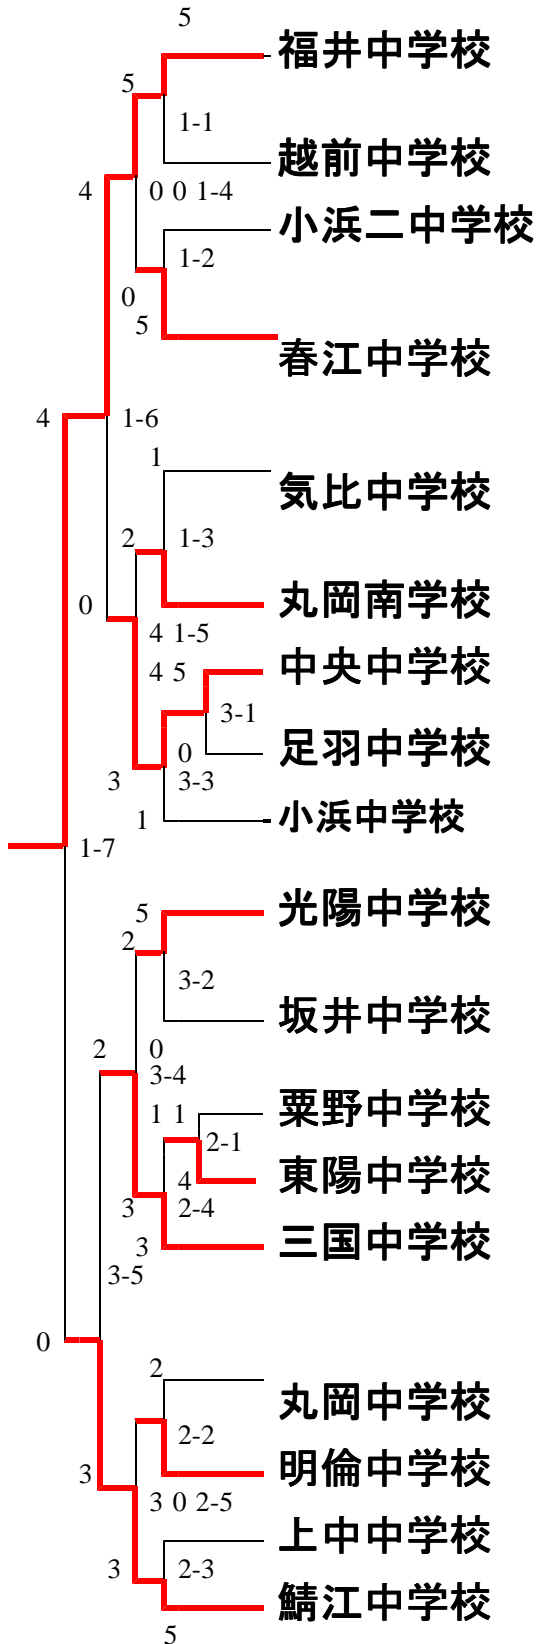 5
福井中学校
5
1-1
越前中学校
4
0 0 1-4
小浜二中学校
1-2
0
5
春江中学校
4
1-6
1
気比中学校
2
1-3
0
丸岡南学校
4 1-5
4 5
中央中学校
3-1
足羽中学校
0
3
3-3
1
小浜中学校
1-7
5
光陽中学校
2
3-2
坂井中学校
2
0
3-4
1 1
粟野中学校
2-1
東陽中学校
4
3
2-4
3
三国中学校
3-5
0
2
丸岡中学校
2-2
3
明倫中学校
3 0 2-5
上中中学校
3
2-3
鯖江中学校
5